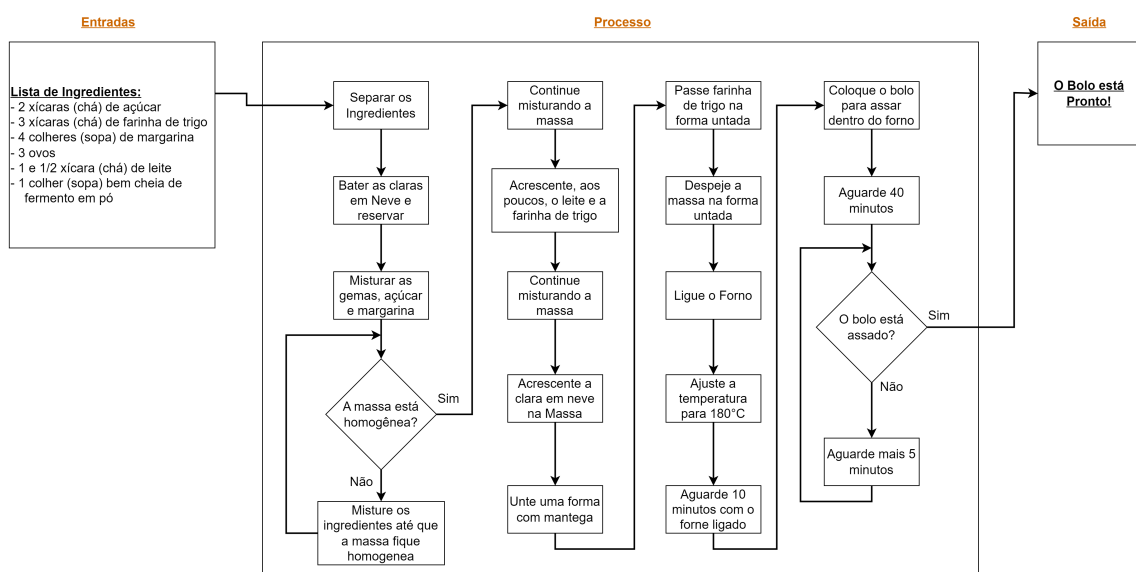 Entradas
Processo
Saída
Lista de Ingredientes:
- 2 xícaras (chá) de açúcar
- 3 xícaras (chá) de farinha de trigo
- 4 colheres (sopa) de margarina
- 3 ovos
- 1 e 1/2 xícara (chá) de leite
- 1 colher (sopa) bem cheia de
fermento em pó
Separar os
Ingredientes
Bater as claras
em Neve e
reservar
Misturar as
gemas, açúcar
e margarina
A massa está
homogênea?
Sim
Não
Misture os
ingredientes até que
a massa fique
homogenea
Continue
misturando a
massa
Acrescente, aos
poucos, o leite e a
farinha de trigo
Continue
misturando a
massa
Acrescente a
clara em neve
na Massa
Unte uma forma
com mantega
Passe farinha
de trigo na
forma untada
Despeje a
massa na forma
untada
Ligue o Forno
Ajuste a
temperatura
para 180°C
Aguarde 10
minutos com o
forne ligado
Coloque o bolo
para assar
dentro do forno
Aguarde 40
minutos
O bolo está
assado?
Sim
Não
Aguarde mais 5
minutos
O Bolo está
Pronto!